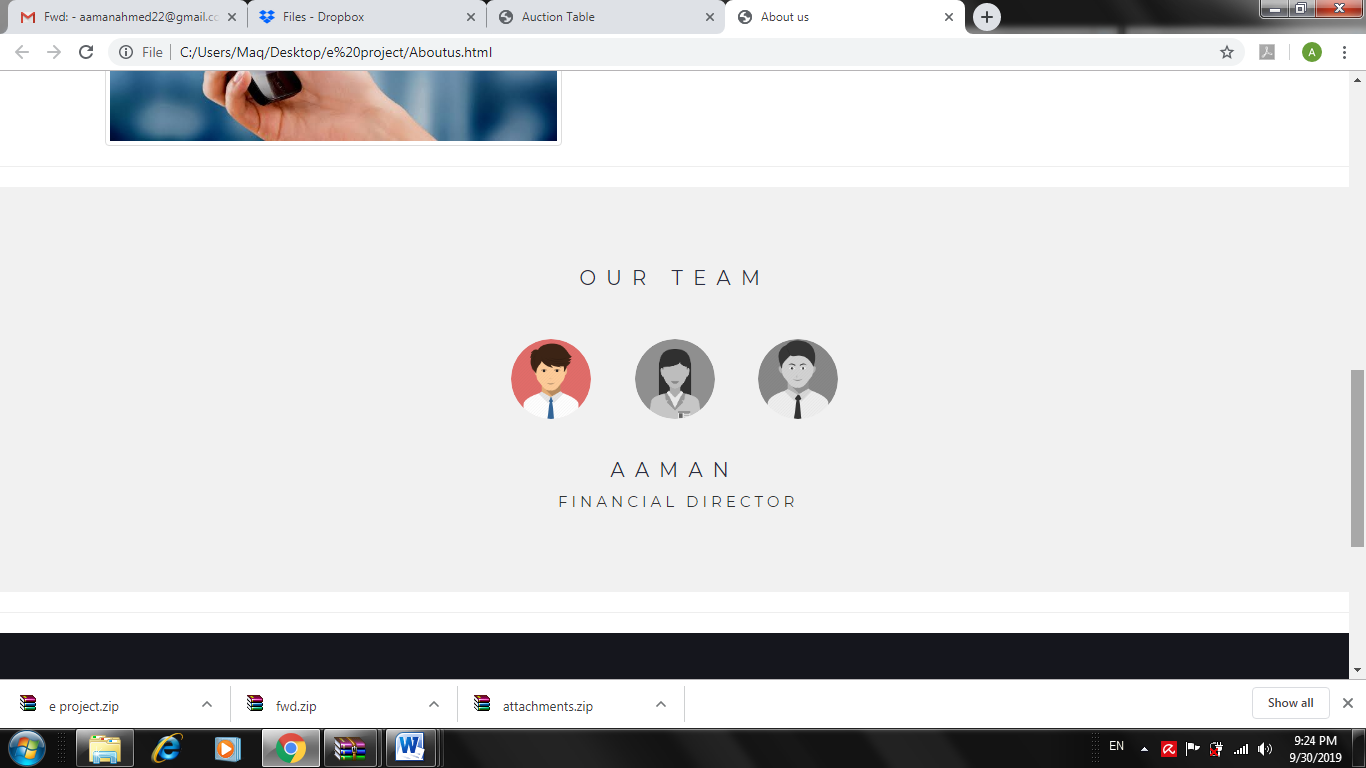 Fwd: - aamanahmed22@gmail.cc
Files - Dropbox
Auction Table
About us
File
C:/Users/Maq/Desktop/e%20project/Aboutus.html
A
OUR TEAM
AAMAN
FINANCIAL DIRECTOR
e project.zip
fwd.zip
attachments.zip
Show all
EN
9:24 PM
9/30/2019